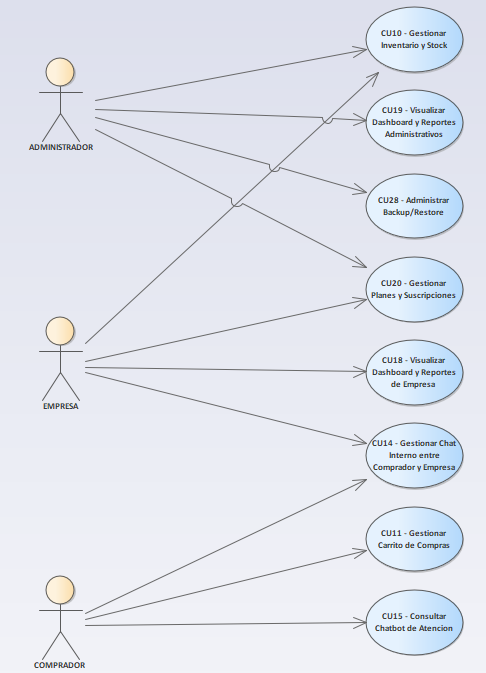 CU10 - Gestionar
Inventario y Stock
ADMINISTRADOR
CU19 - Visualizar
Dashboard y Reportes
Administrativos
CU28 - Administrar
Backup/Restore
CU20 - Gestionar
Planes y Suscripciones
EMPRESA
CU18 - Visualizar
Dashboard y Reportes
de Empresa
CU14 - Gestionar Chat
Interno entre
Comprador y Empresa
CU11 - Gestionar
Carrito de Compras
COMPRADOR
CU15 - Consultar
Chatbot de Atencion